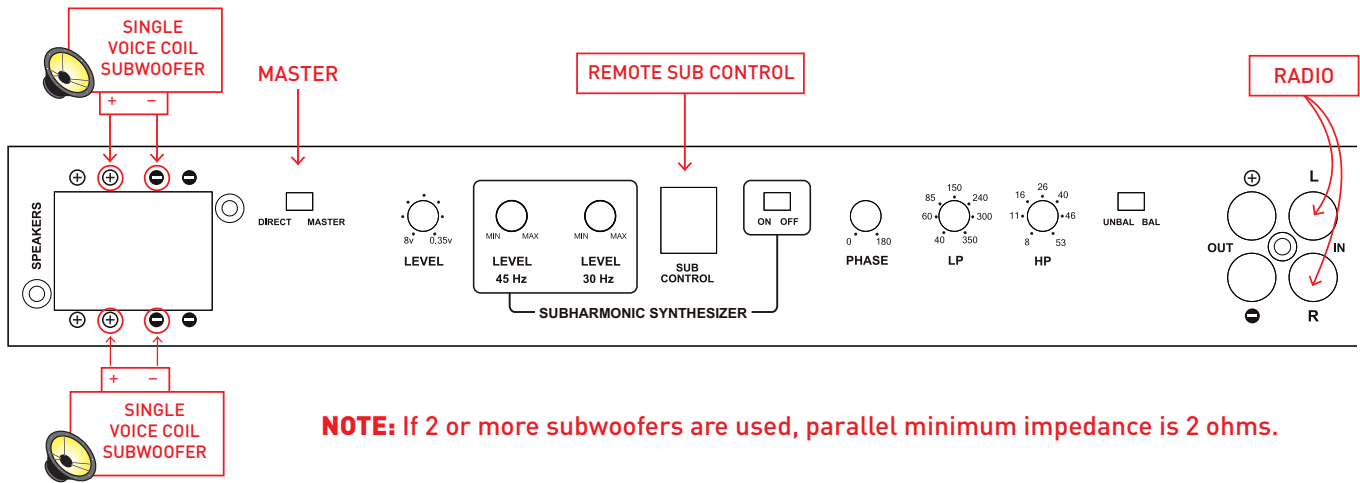 SINGLE
VOICE COIL
SUBWOOFER
+ −
MASTER
REMOTE SUB CONTROL
RADIO
SPEAKERS
+ + − −
DIRECT MASTER
8v 0,35v
LEVEL
MIN MAX
LEVEL
45 Hz
MIN MAX
LEVEL
30 Hz
SUB
CONTROL
ON OFF
SUBHARMONIC SYNTHESIZER
0 180
PHASE
40 60 85 150 240 300 350
LP
8 11 16 26 40 46 53
HP
UNBAL BAL
+ L
OUT IN
− R
+ + − −
+ −
SINGLE
VOICE COIL
SUBWOOFER
NOTE: If 2 or more subwoofers are used, parallel minimum impedance is 2 ohms.